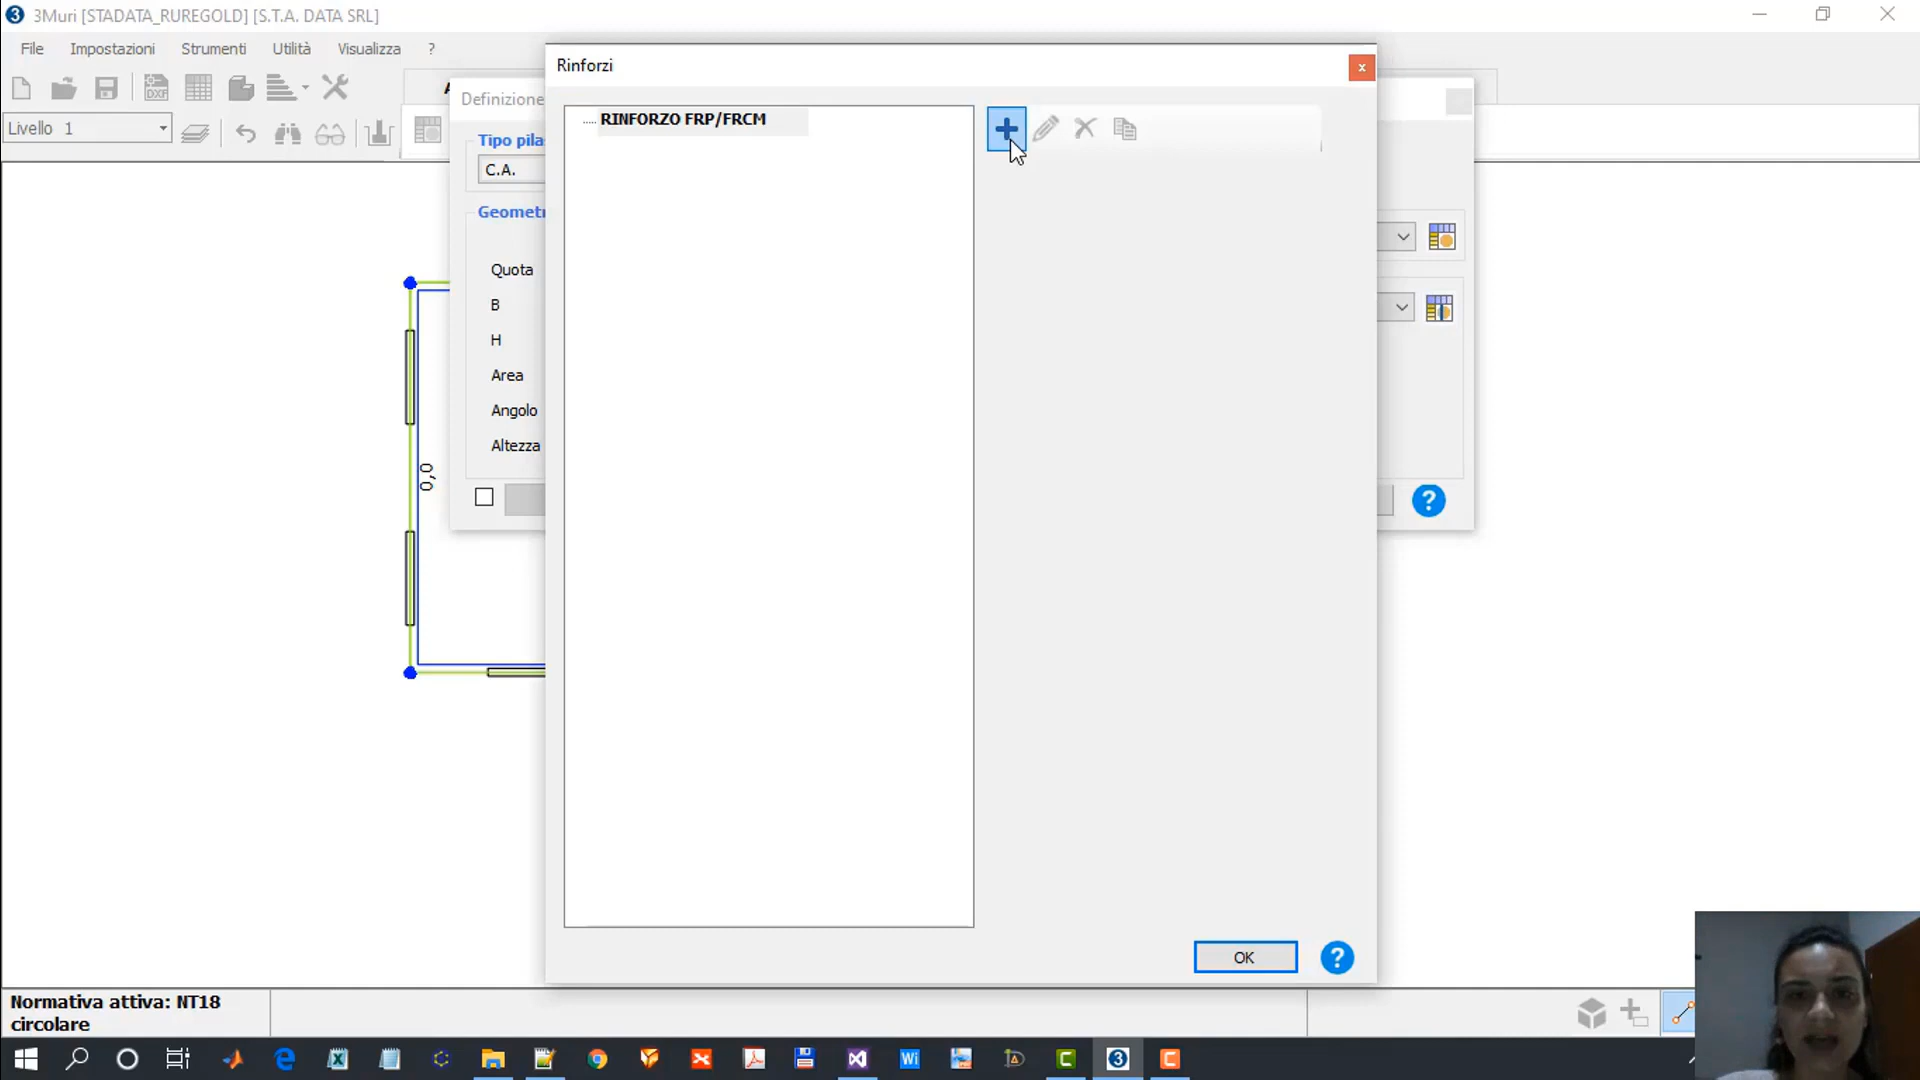 3Muri [STADATA_RUREGOLD] [S.T.A. DATA SRL]
File Impostazioni Strumenti Utilità Visualizza ?
DXF
Livello 1
Definizione
Tipo pila
C.A.
Geometr
Quota
B
H
Area
Angolo
Altezza
?
Rinforzi
x
RINFORZO FRP/FRCM
OK
?
0,0
Normativa attiva: NT18
circolare